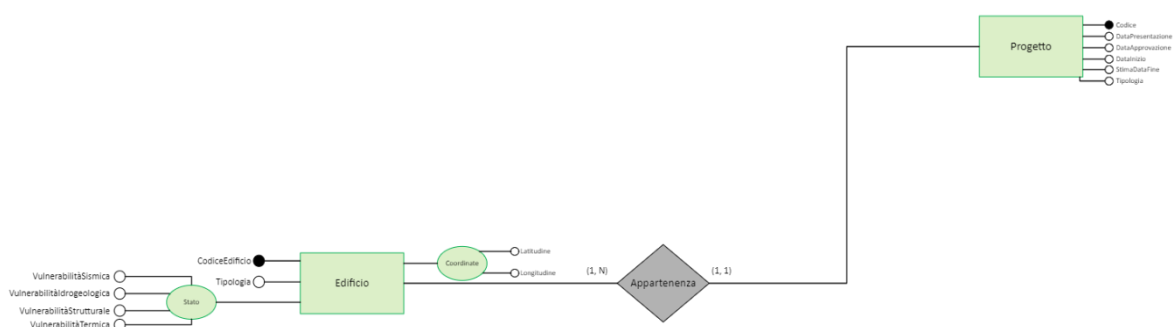 Progetto
Codice
DataPresentazione
DataApprovazione
DataInizio
StimaDataFine
Tipologia
CodiceEdificio
Tipologia
Edificio
Coordinate
Latitudine
Longitudine
(1, N)
Appartenenza
(1, 1)
VulnerabilitàSismica
VulnerabilitàIdrogeologica
VulnerabilitàStrutturale
VulnerabilitàTermica
Stato